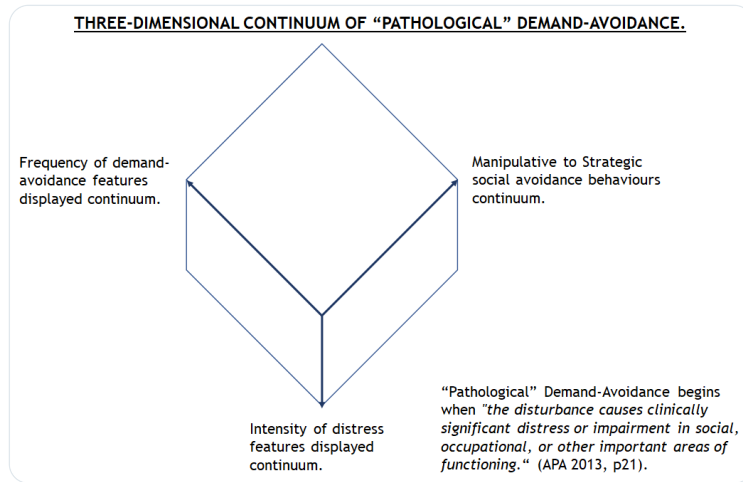 THREE-DIMENSIONAL CONTINUUM OF “PATHOLOGICAL” DEMAND-AVOIDANCE.
Frequency of demand-
avoidance features
displayed continuum.
Manipulative to Strategic
social avoidance behaviours
continuum.
Intensity of distress
features displayed
continuum.
“Pathological” Demand-Avoidance begins
when "the disturbance causes clinically
significant distress or impairment in social,
occupational, or other important areas of
functioning.“ (APA 2013, p21).